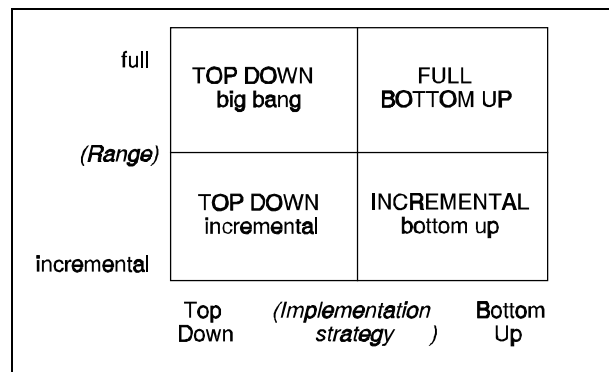 full
TOP DOWN
big bang
FULL
BOTTOM UP
(Range)
TOP DOWN
incremental
INCREMENTAL
bottom up
incremental
Top
Down
(Implementation
strategy )
Bottom
Up